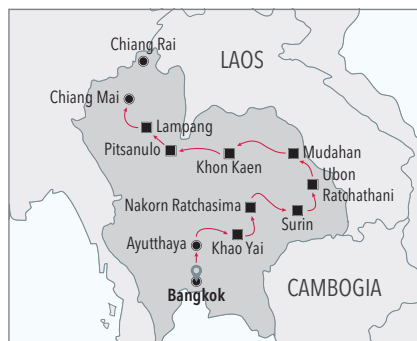 Chiang Rai
LAOS
Chiang Mai
Lampang
Pitsanulo
Mudahan
Khon Kaen
Ubon
Ratchathani
Nakorn Ratchasima
Surin
Ayutthaya
Khao Yai
Bangkok
CAMBOGIA